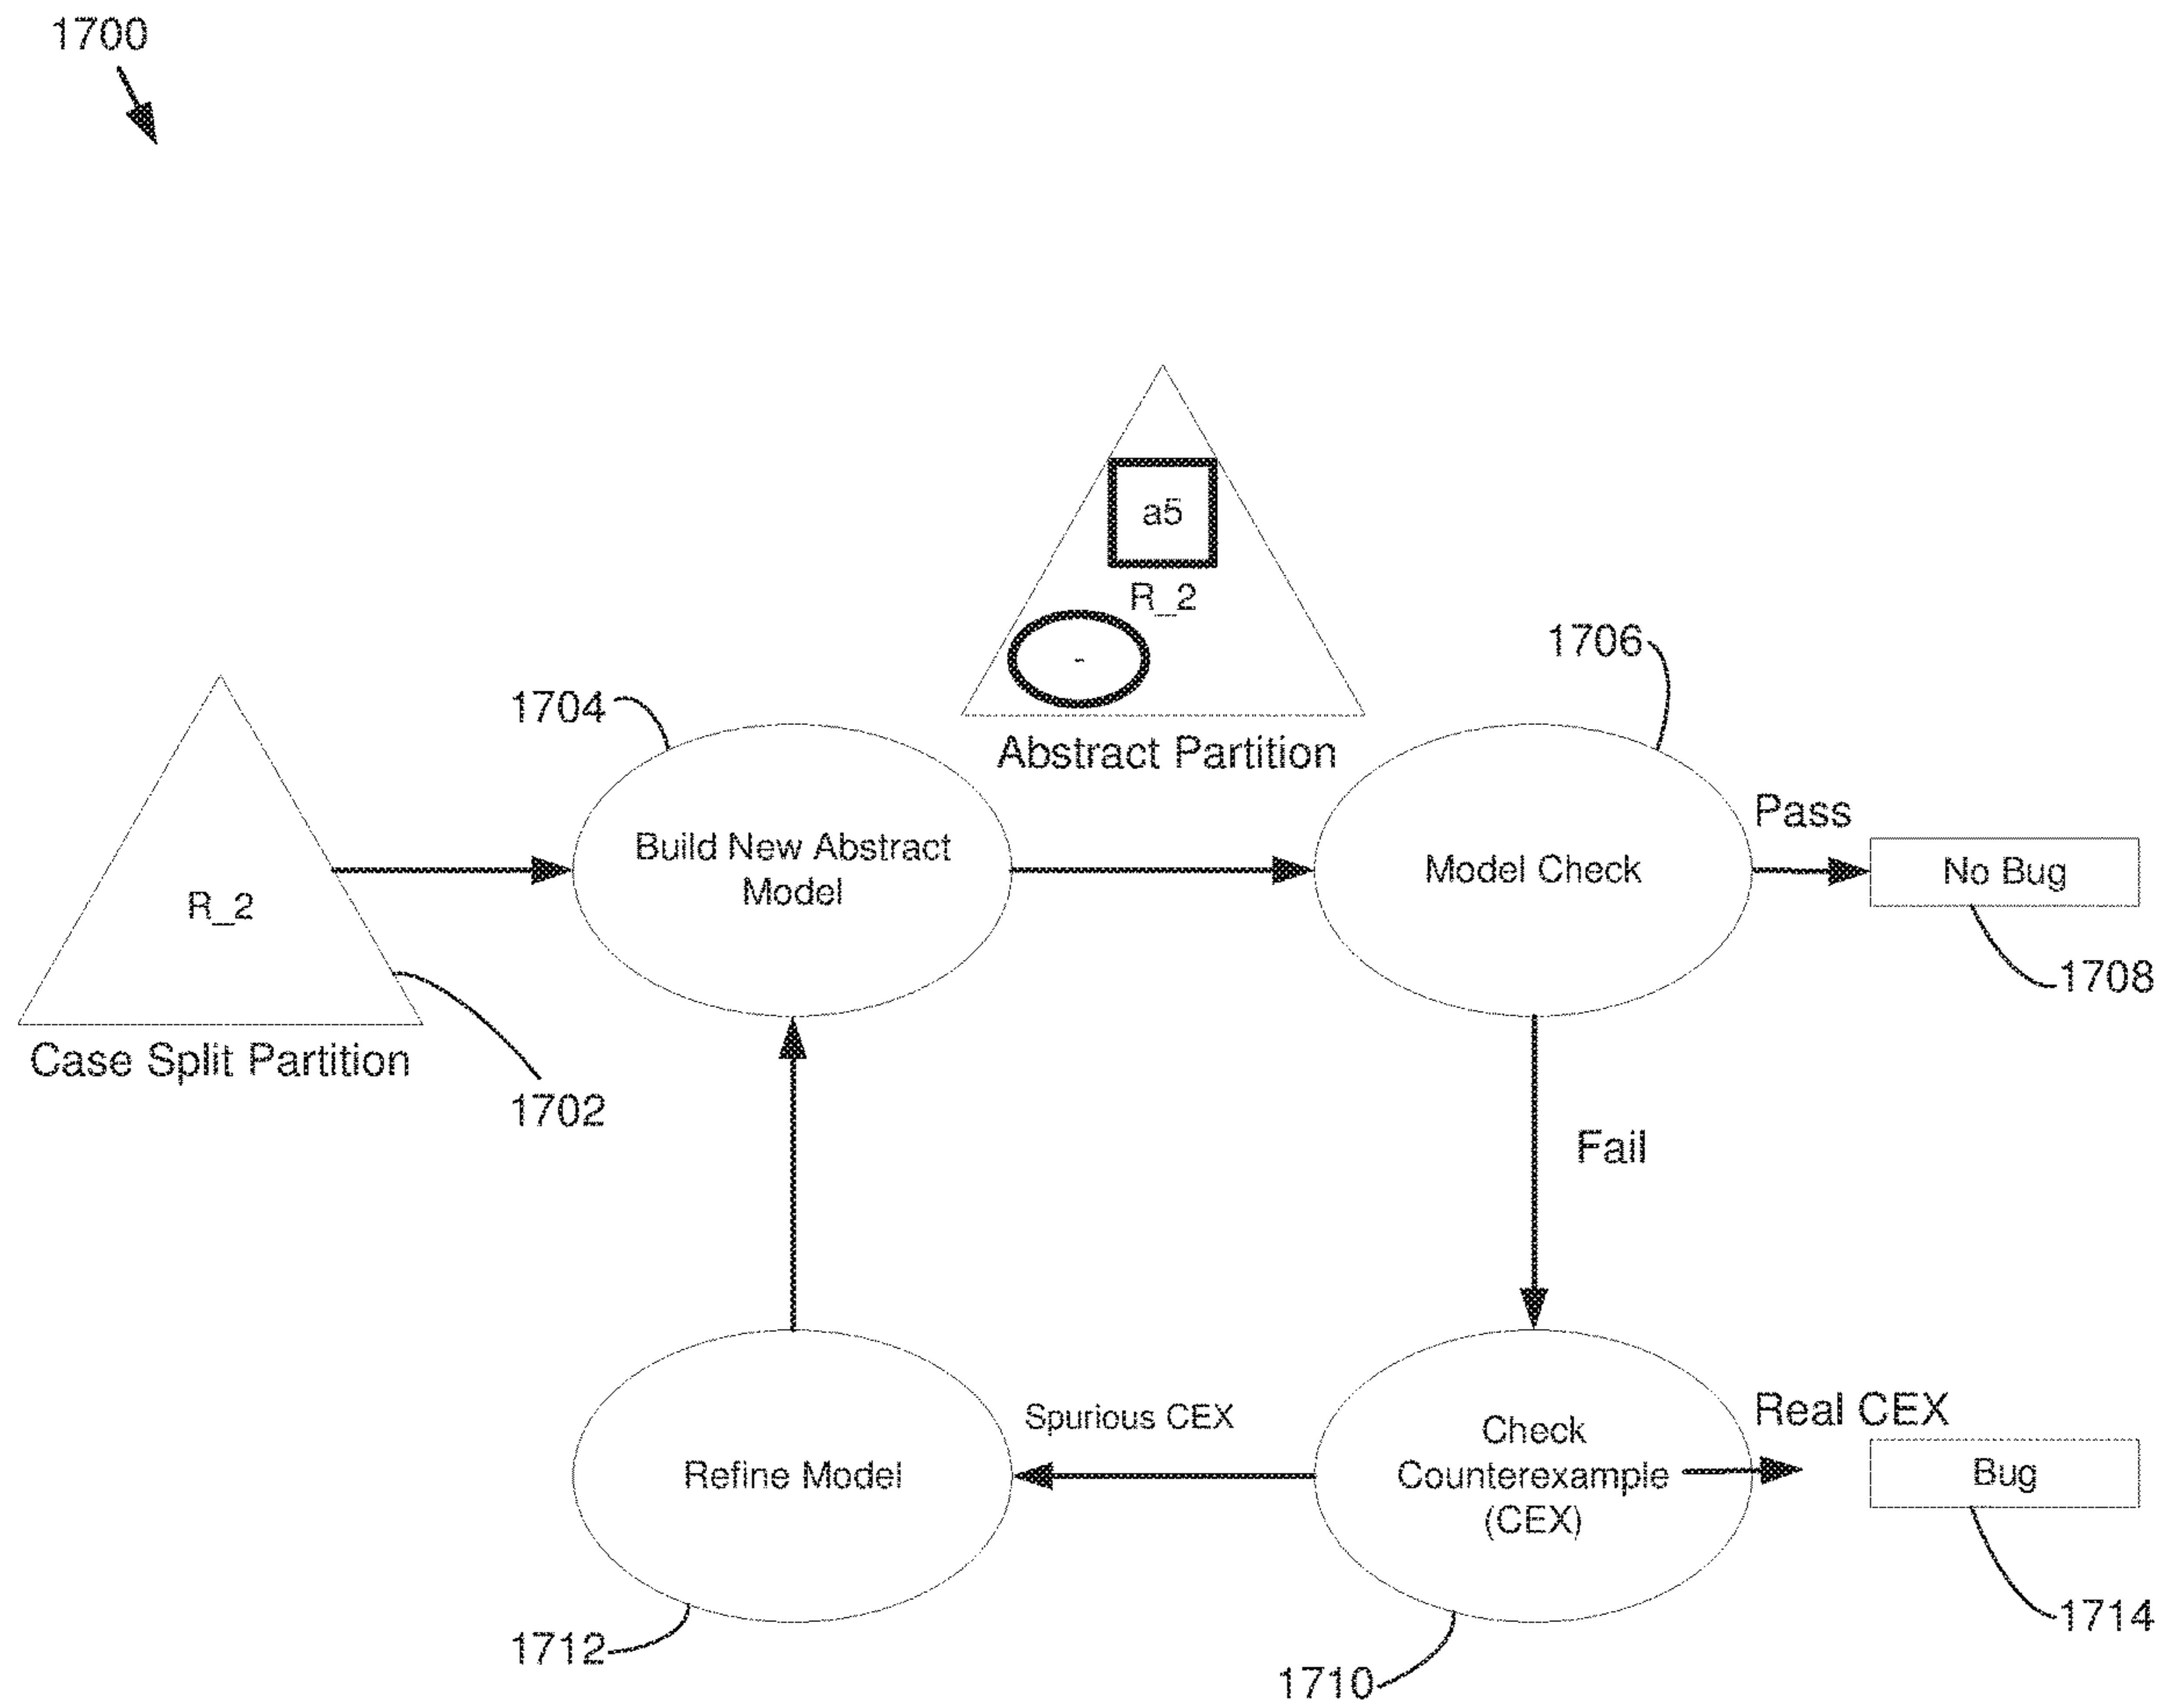 1700
a5
R_2
-
Abstract Partition
1706
1704
Build New Abstract
Model
Model Check
Pass
No Bug
1708
R_2
Case Split Partition
1702
Fail
Spurious CEX
Refine Model
Check
Counterexample
(CEX)
Real CEX
Bug
1714
1712
1710